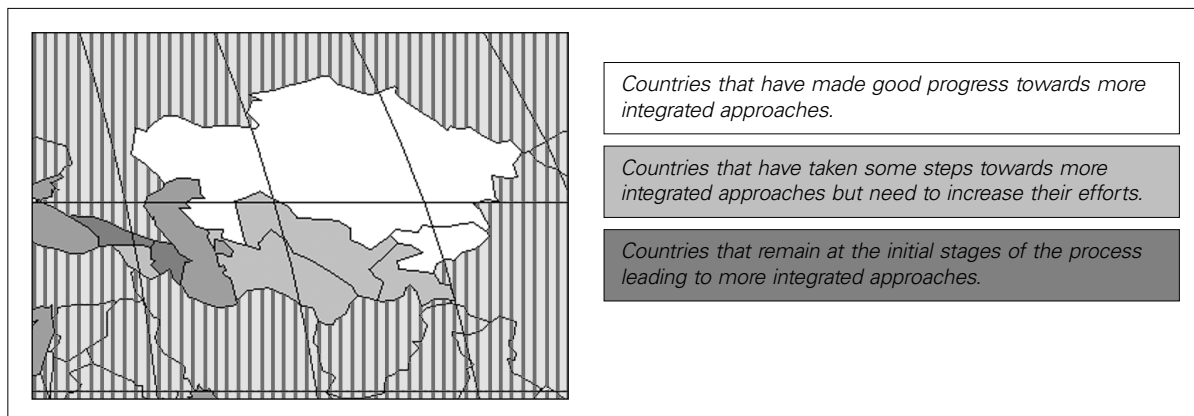 Countries that have made good progress towards more
integrated approaches.
Countries that have taken some steps towards more
integrated approaches but need to increase their efforts.
Countries that remain at the initial stages of the process
leading to more integrated approaches.